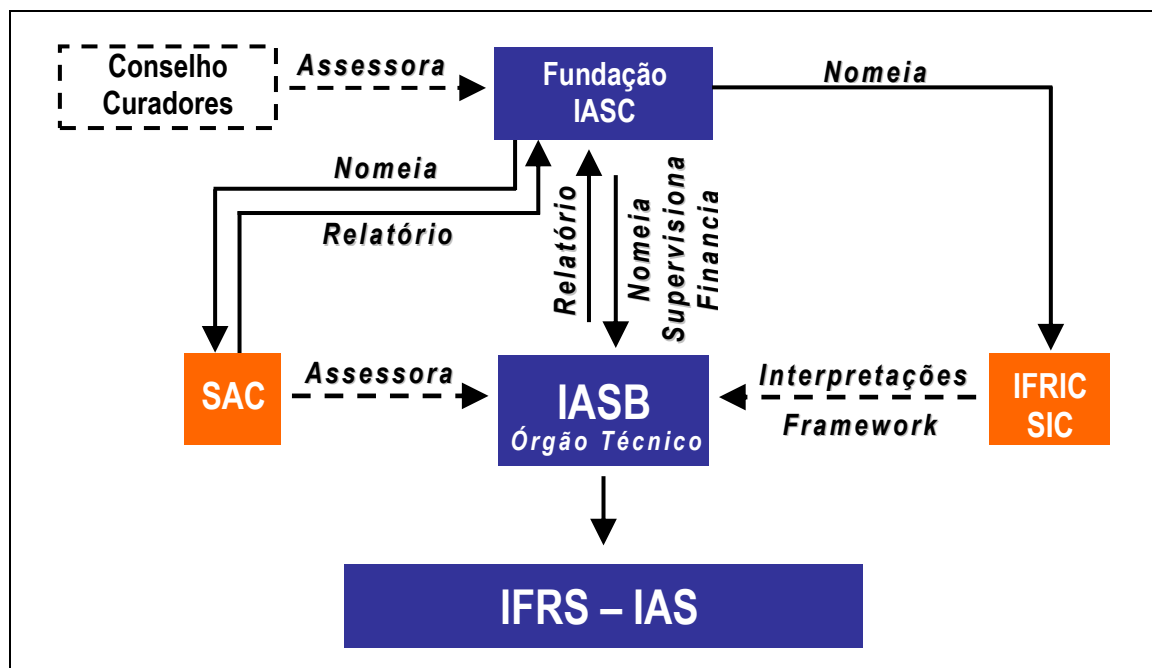 Conselho
Curadores
Assessora
Fundação
IASC
Nomeia
Nomeia
Relatório
Relatório
Nomeia
Supervisiona
Financia
SAC
Assessora
IASB
Órgão Técnico
Interpretações
Framework
IFRIC
SIC
IFRS – IAS